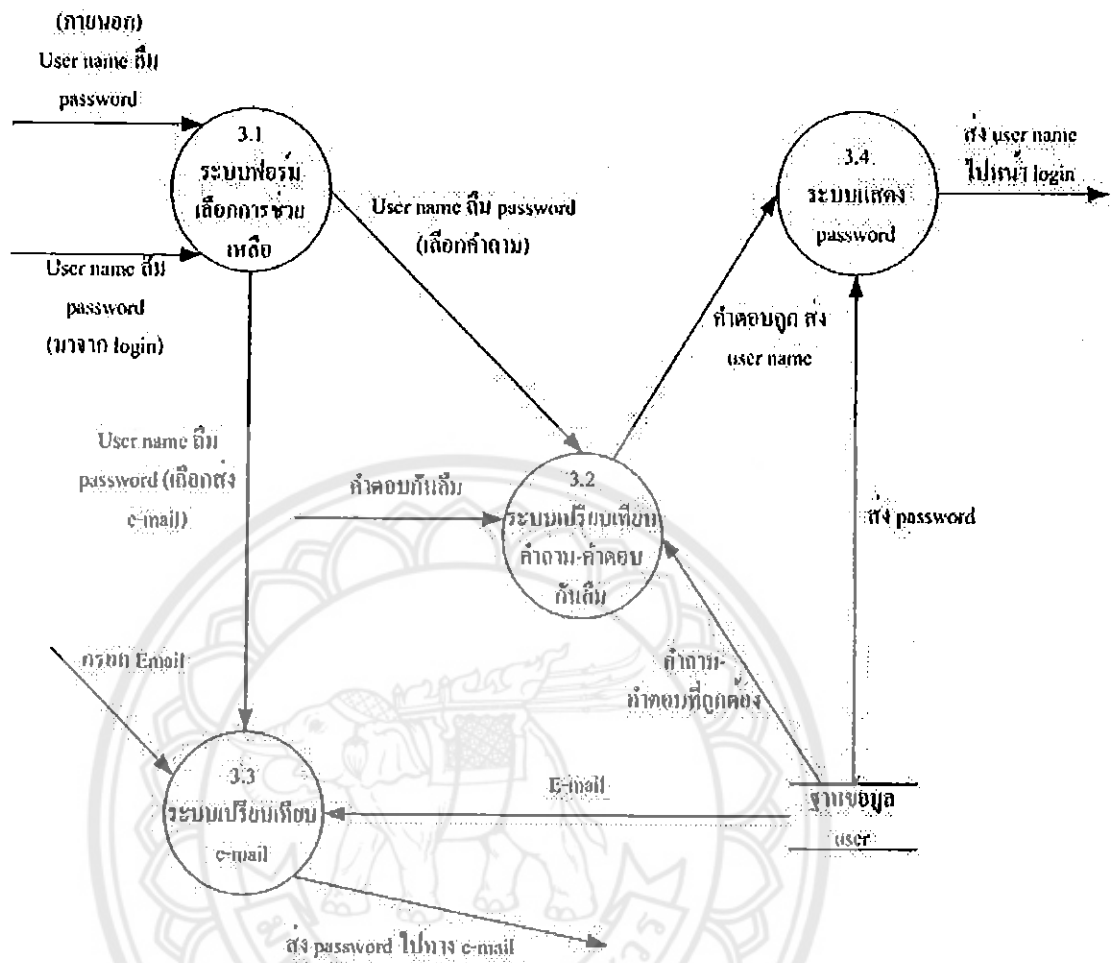 (ภายนอก)
User name ลืม
password
3.1
ระบบฟอร์ม
เลือกการช่วย
เหลือ
User name ลืม
password
(มาจาก login)
User name ลืม password
(เลือกคำถาม)
3.4
ระบบแสดง
password
ส่ง user name
ไปหน้า login
คำตอบถูก ส่ง
user name
User name ลืม
password (เลือกส่ง
e-mail)
คำตอบกันลืม
3.2
ระบบเปรียบเทียบ
คำถาม-คำตอบ
กันลืม
ส่ง password
กรอก Email
คำถาม-
คำตอบที่ถูกต้อง
3.3
ระบบเปรียบเทียบ
e-mail
E-mail
ฐานข้อมูล
user
ส่ง password ไปทาง e-mail